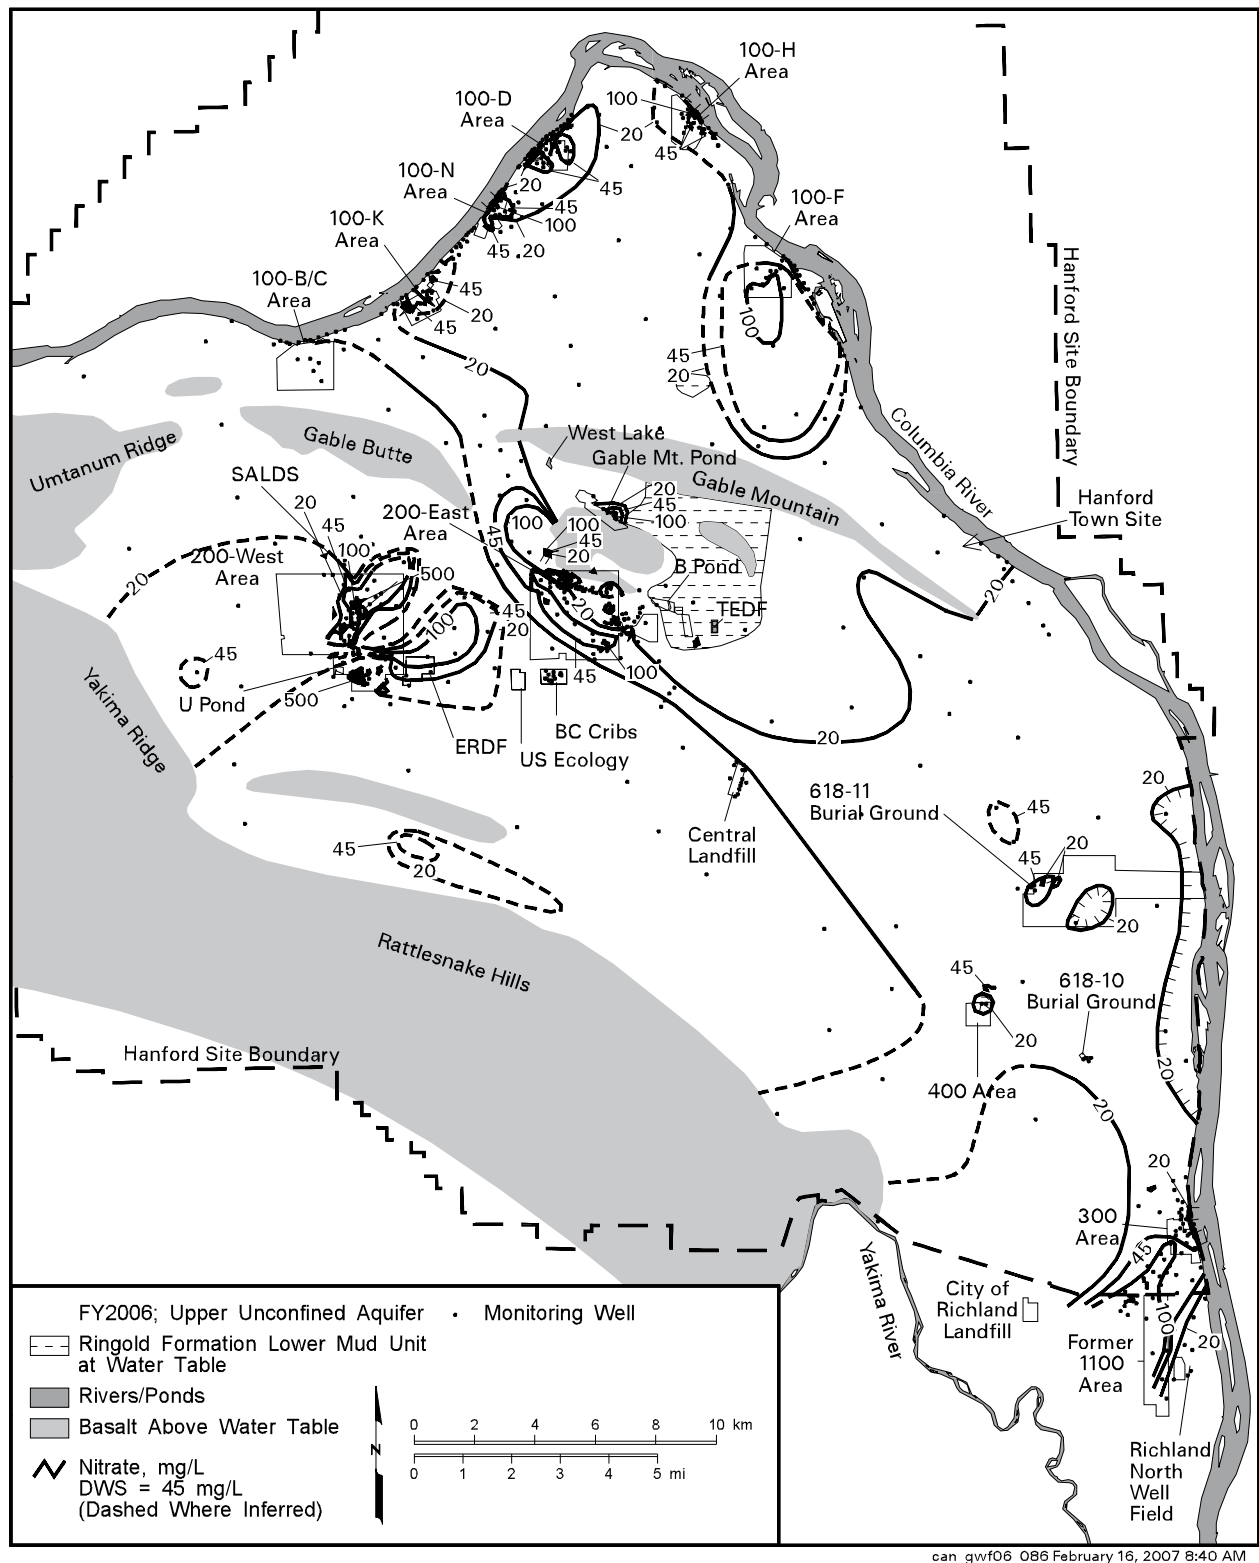 100-H
Area
100-D
Area
100
20
45
100-N
Area
20
45
45
100
45
20
100-F
Area
100-K
Area
45
20
45
100-B/C
Area
100
45
20
20
Hanford Site Boundary
Columbia River
Umtanum Ridge
Gable Butte
West Lake
Gable Mt. Pond
Gable Mountain
SALDS
20
45
100
20
45
100
Hanford
Town Site
200-East
Area
100
45
100
45
20
200-West
Area
20
500
B Pond
TEDF
20
20
100
45
20
45
U Pond
500
45
100
ERDF
BC Cribs
US Ecology
Yakima Ridge
20
20
618-11
Burial Ground
45
Central
Landfill
45
20
45
20
20
Rattlesnake Hills
45
618-10
Burial Ground
20
Hanford Site Boundary
400 Area
20
20
20
300
Area
45
Yakima River
City of
Richland
Landfill
100
20
Former
1100
Area
Richland
North
Well
Field
FY2006; Upper Unconfined Aquifer
Monitoring Well
Ringold Formation Lower Mud Unit
at Water Table
Rivers/Ponds
Basalt Above Water Table
Nitrate, mg/L
DWS = 45 mg/L
(Dashed Where Inferred)
N
0 2 4 6 8 10 km
0 1 2 3 4 5 mi
can_gwf06_086 February 16, 2007 8:40 AM